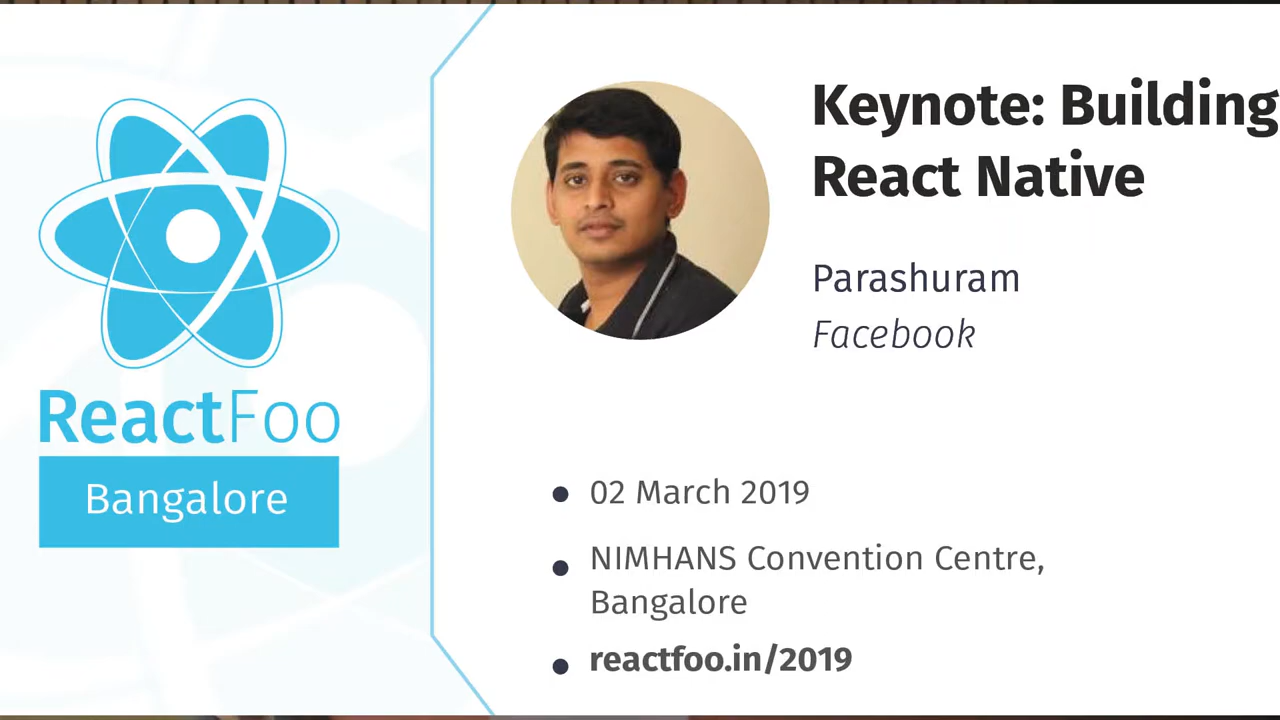 Keynote: Building
React Native
Parashuram
Facebook
ReactFoo
Bangalore
02 March 2019
NIMHANS Convention Centre,
Bangalore
reactfoo.in/2019